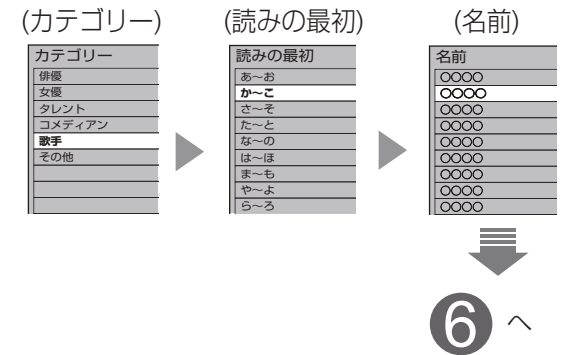 (カテゴリー)
カテゴリー
俳優
女優
タレント
コメディアン
歌手
その他
(読みの最初)
読みの最初
あ〜お
か〜こ
さ〜そ
た〜と
な〜の
は〜ほ
ま〜も
や〜よ
ら〜ろ
(名前)
名前
○○○○
○○○○
○○○○
○○○○
○○○○
○○○○
○○○○
○○○○
6 へ